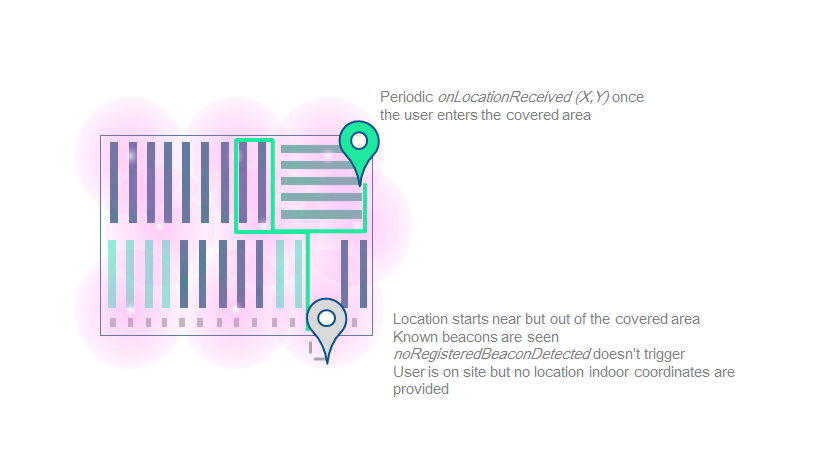 Periodic onLocationReceived (X,Y) once
the user enters the covered area
Location starts near but out of the covered area
Known beacons are seen
noRegisteredBeaconDetected doesn't trigger
User is on site but no location indoor coordinates are
provided